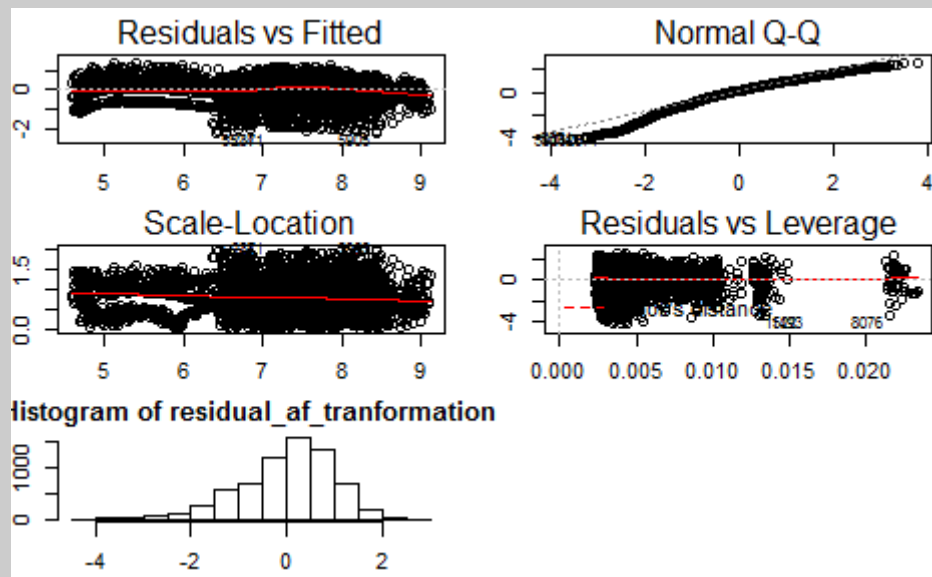 Residuals vs Fitted
0
-2
5 6 7 8 9
Normal Q-Q
0
-4
-4 -2 0 2 4
Scale-Location
1.5
0.0
5 6 7 8 9
Residuals vs Leverage
0
-4
8076
0.000 0.005 0.010 0.015 0.020
Histogram of residual_af_tranformation
1000
0
-4 -2 0 2